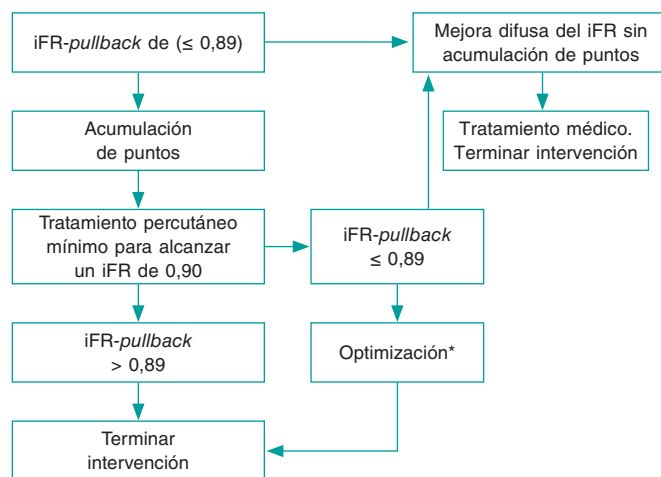 iFR-pullback de (≤ 0,89)
Mejora difusa del iFR sin
acumulación de puntos
Acumulación
de puntos
Tratamiento médico.
Terminar intervención
Tratamiento percutáneo
mínimo para alcanzar
un iFR de 0,90
iFR-pullback
≤ 0,89
iFR-pullback
> 0,89
Optimización*
Terminar
intervención